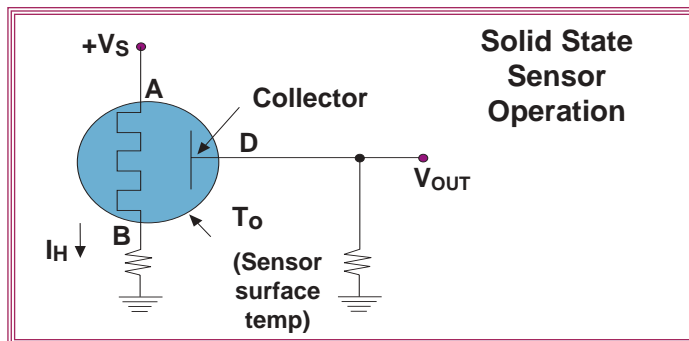 Solid State
Sensor
Operation
+VS
A
Collector
D
VOUT
To
B
IH
(Sensor
surface
temp)